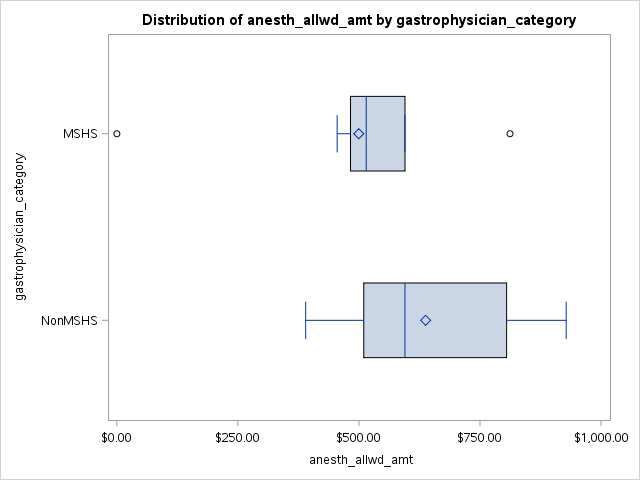 Distribution of anesth_allwd_amt by gastrophysician_category
gastrophysician_category
MSHS
NonMSHS
$0.00 $250.00 $500.00 $750.00 $1,000.00
anesth_allwd_amt